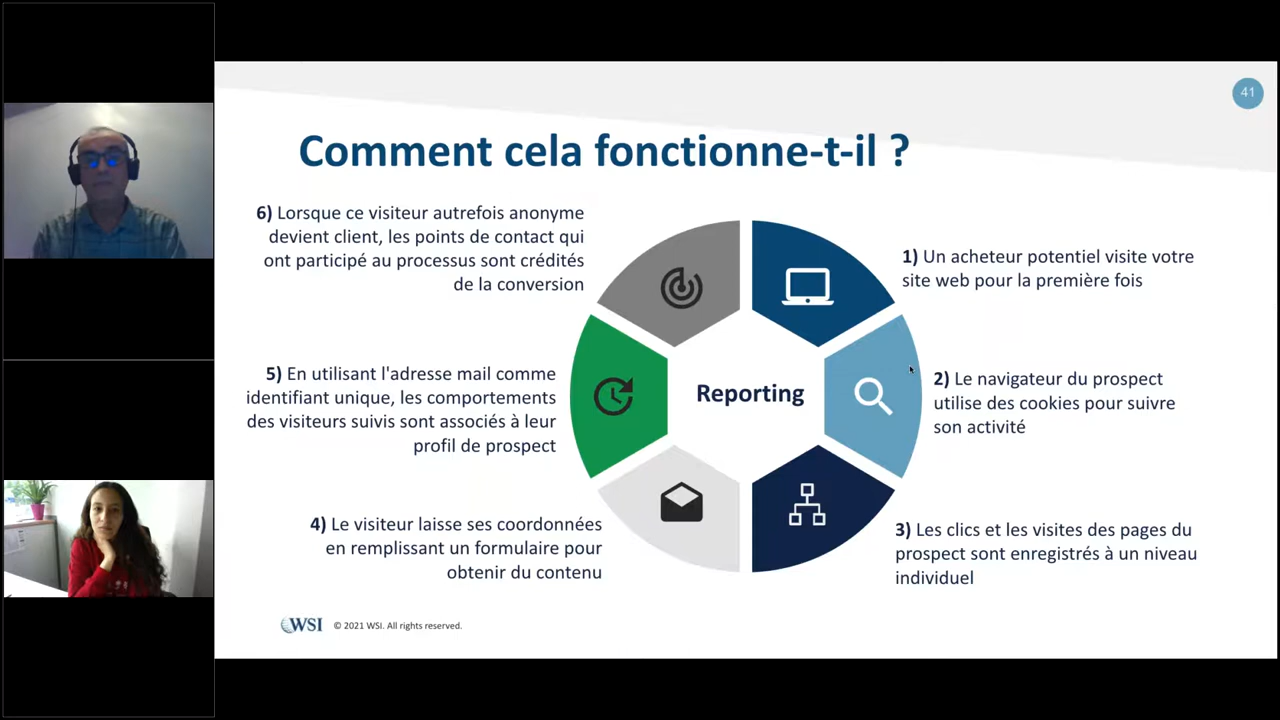 41
Comment cela fonctionne-t-il ?
6) Lorsque ce visiteur autrefois anonyme
devient client, les points de contact qui
ont participé au processus sont crédités
de la conversion
1) Un acheteur potentiel visite votre
site web pour la première fois
5) En utilisant l'adresse mail comme
identifiant unique, les comportements
des visiteurs suivis sont associés à leur
profil de prospect
Reporting
2) Le navigateur du prospect
utilise des cookies pour suivre
son activité
4) Le visiteur laisse ses coordonnées
en remplissant un formulaire pour
obtenir du contenu
3) Les clics et les visites des pages du
prospect sont enregistrés à un niveau
individuel
WSI © 2021 WSI. All rights reserved.